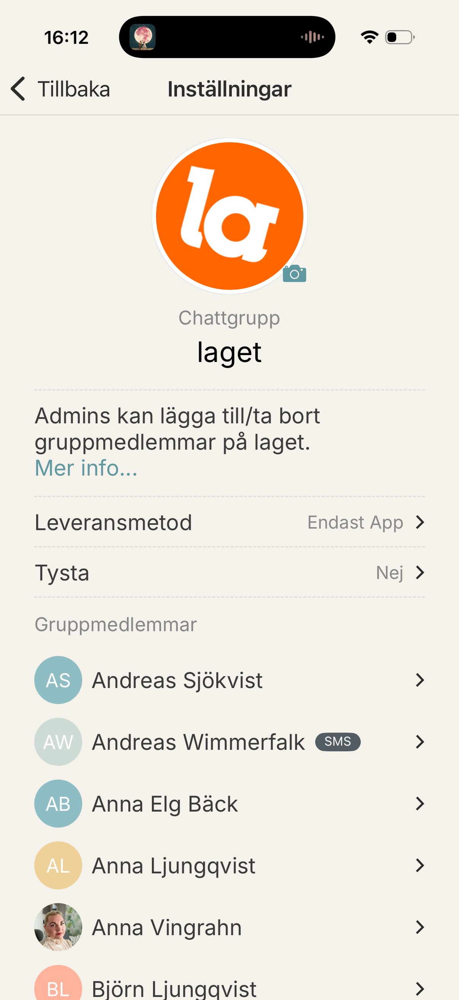 16:12
Tillbaka
Inställningar
la
Chattgrupp
laget
Admins kan lägga till/ta bort
gruppmedlemmar på laget.
Mer info...
Leveransmetod Endast App
Tysta Nej
Gruppmedlemmar
AS Andreas Sjökvist
AW Andreas Wimmerfalk SMS
AB Anna Elg Bäck
AL Anna Ljungqvist
Anna Vingrahn
BL Björn Ljungqvist